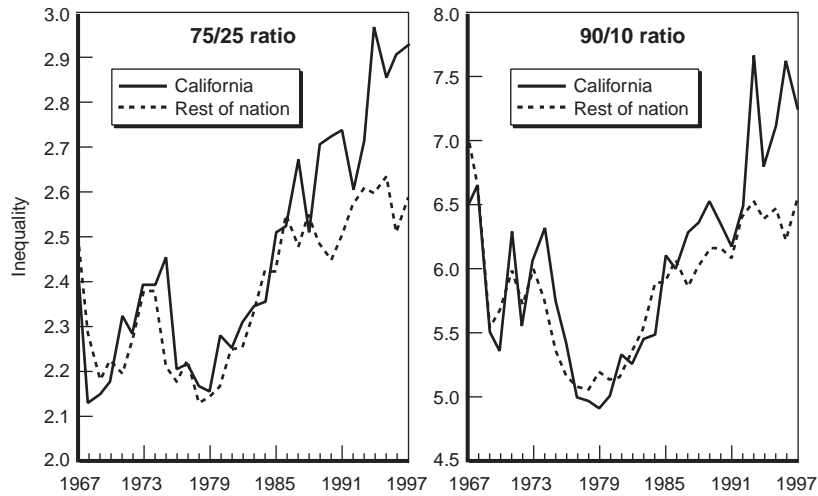 75/25 ratio
California
Rest of nation
Inequality
3.0
2.9
2.8
2.7
2.6
2.5
2.4
2.3
2.2
2.1
2.0
1967 1973 1979 1985 1991 1997
90/10 ratio
California
Rest of nation
8.0
7.5
7.0
6.5
6.0
5.5
5.0
4.5
1967 1973 1979 1985 1991 1997